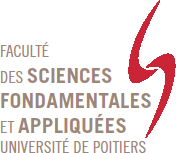 FACULTÉ
DES SCIENCES
FONDAMENTALES
ET APPLIQUÉES
UNIVERSITÉ DE POITIERS